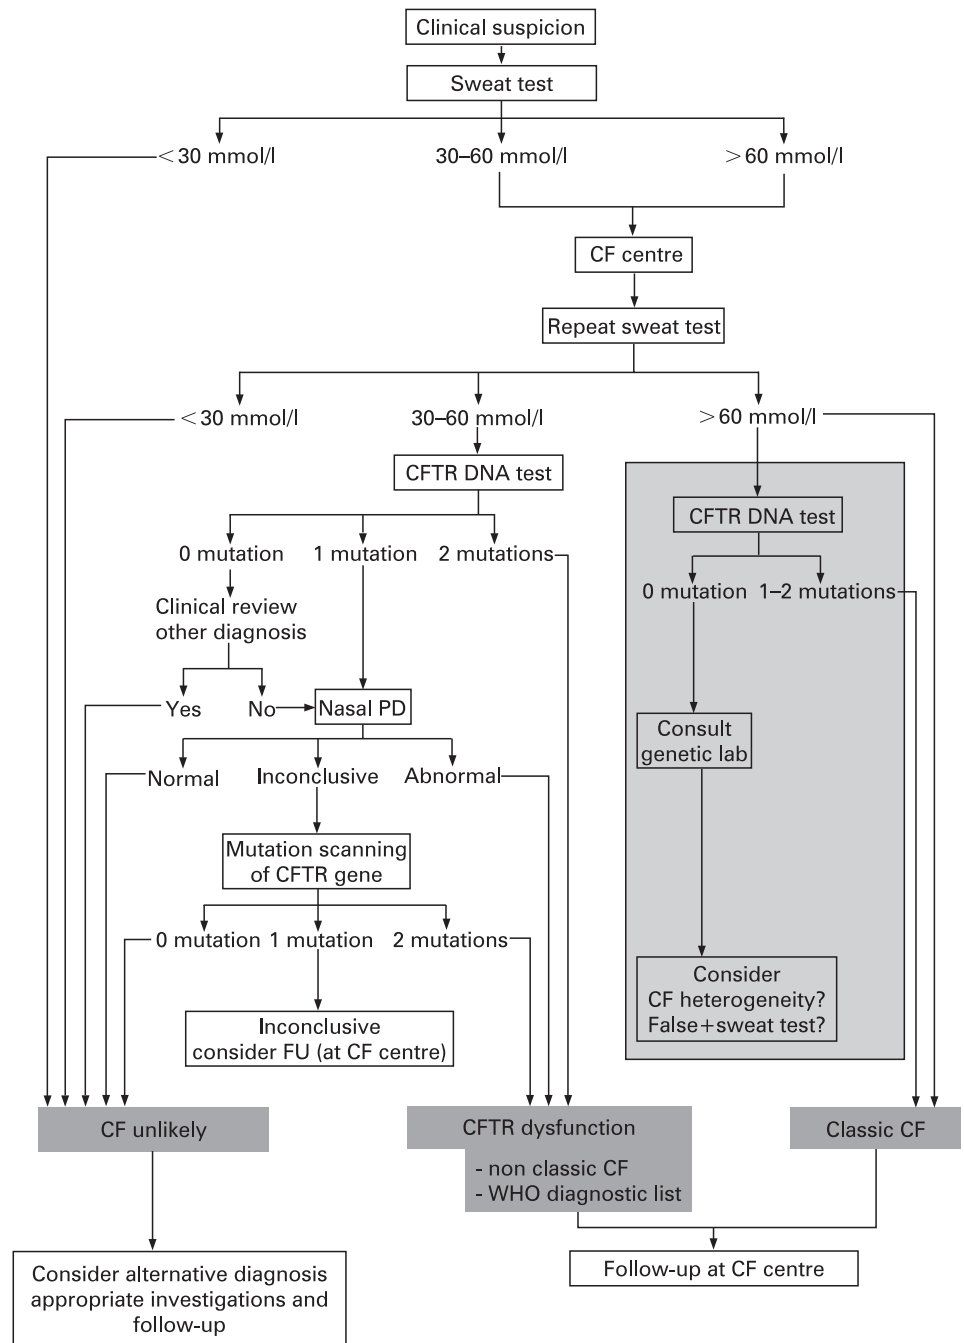 Clinical suspicion
Sweat test
<30 mmol/l
30–60 mmol/l
>60 mmol/l
CF centre
Repeat sweat test
<30 mmol/l
30–60 mmol/l
>60 mmol/l
CFTR DNA test
CFTR DNA test
0 mutation
1 mutation
2 mutations
0 mutation
1–2 mutations
Clinical review
other diagnosis
Yes
No
Nasal PD
Consult
genetic lab
Normal
Inconclusive
Abnormal
Mutation scanning
of CFTR gene
0 mutation
1 mutation
2 mutations
Consider
CF heterogeneity?
False+sweat test?
Inconclusive
consider FU (at CF centre)
CF unlikely
CFTR dysfunction
- non classic CF
- WHO diagnostic list
Classic CF
Follow-up at CF centre
Consider alternative diagnosis
appropriate investigations and
follow-up